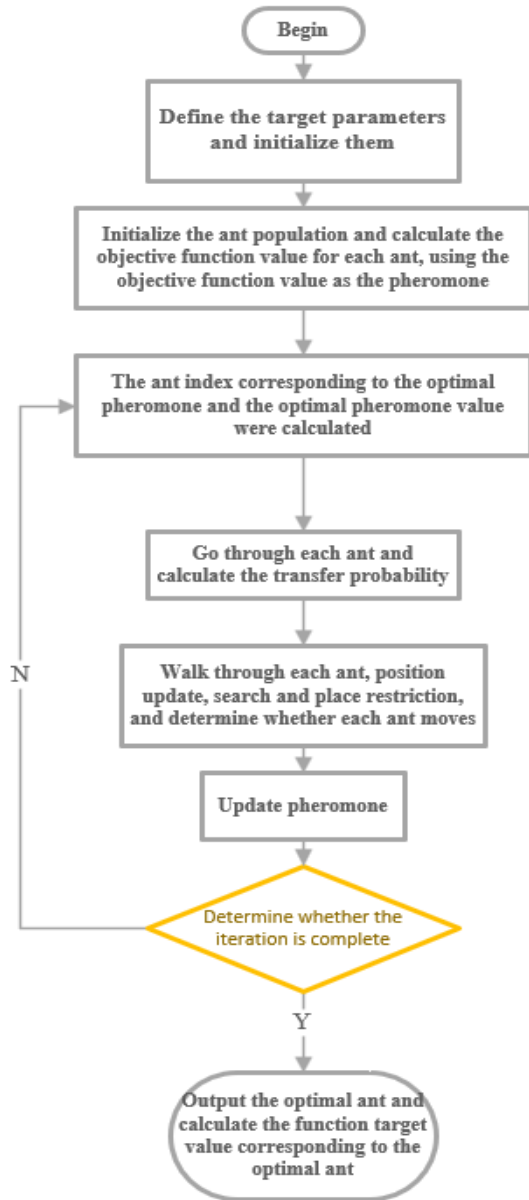 Begin
Define the target parameters
and initialize them
Initialize the ant population and calculate the
objective function value for each ant, using the
objective function value as the pheromone
The ant index corresponding to the optimal
pheromone and the optimal pheromone value
were calculated
Go through each ant and
calculate the transfer probability
N
Walk through each ant, position
update, search and place restriction,
and determine whether each ant moves
Update pheromone
Determine whether the
iteration is complete
Y
Output the optimal ant and
calculate the function target
value corresponding to the
optimal ant